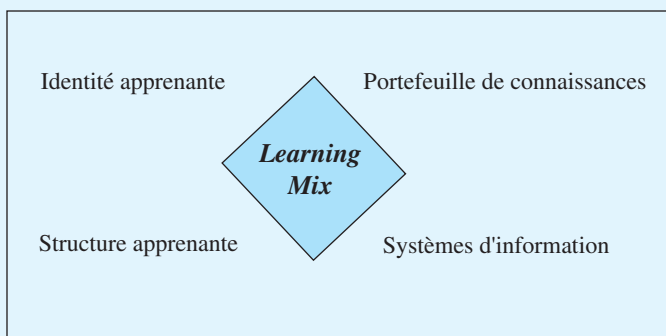 Identité apprenante
Portefeuille de connaissances
Learning
Mix
Structure apprenante
Systèmes d'information